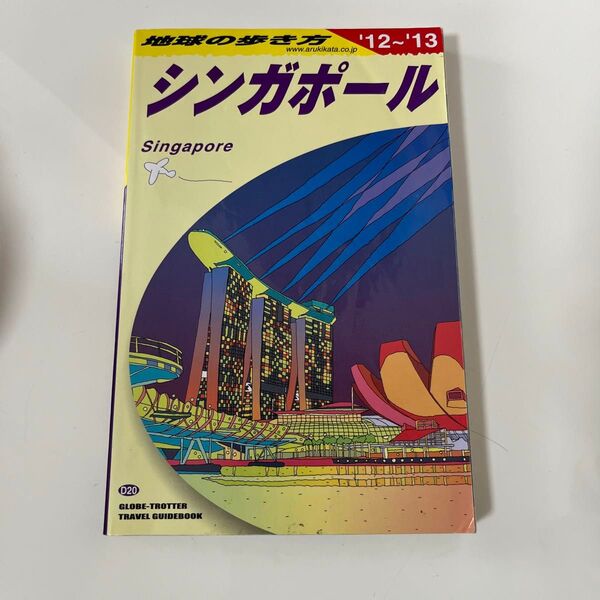 地球の歩き方
www.arukikata.co.jp
'12~'13
シンガポール
Singapore
D20
GLOBE-TROTTER
TRAVEL GUIDEBOOK